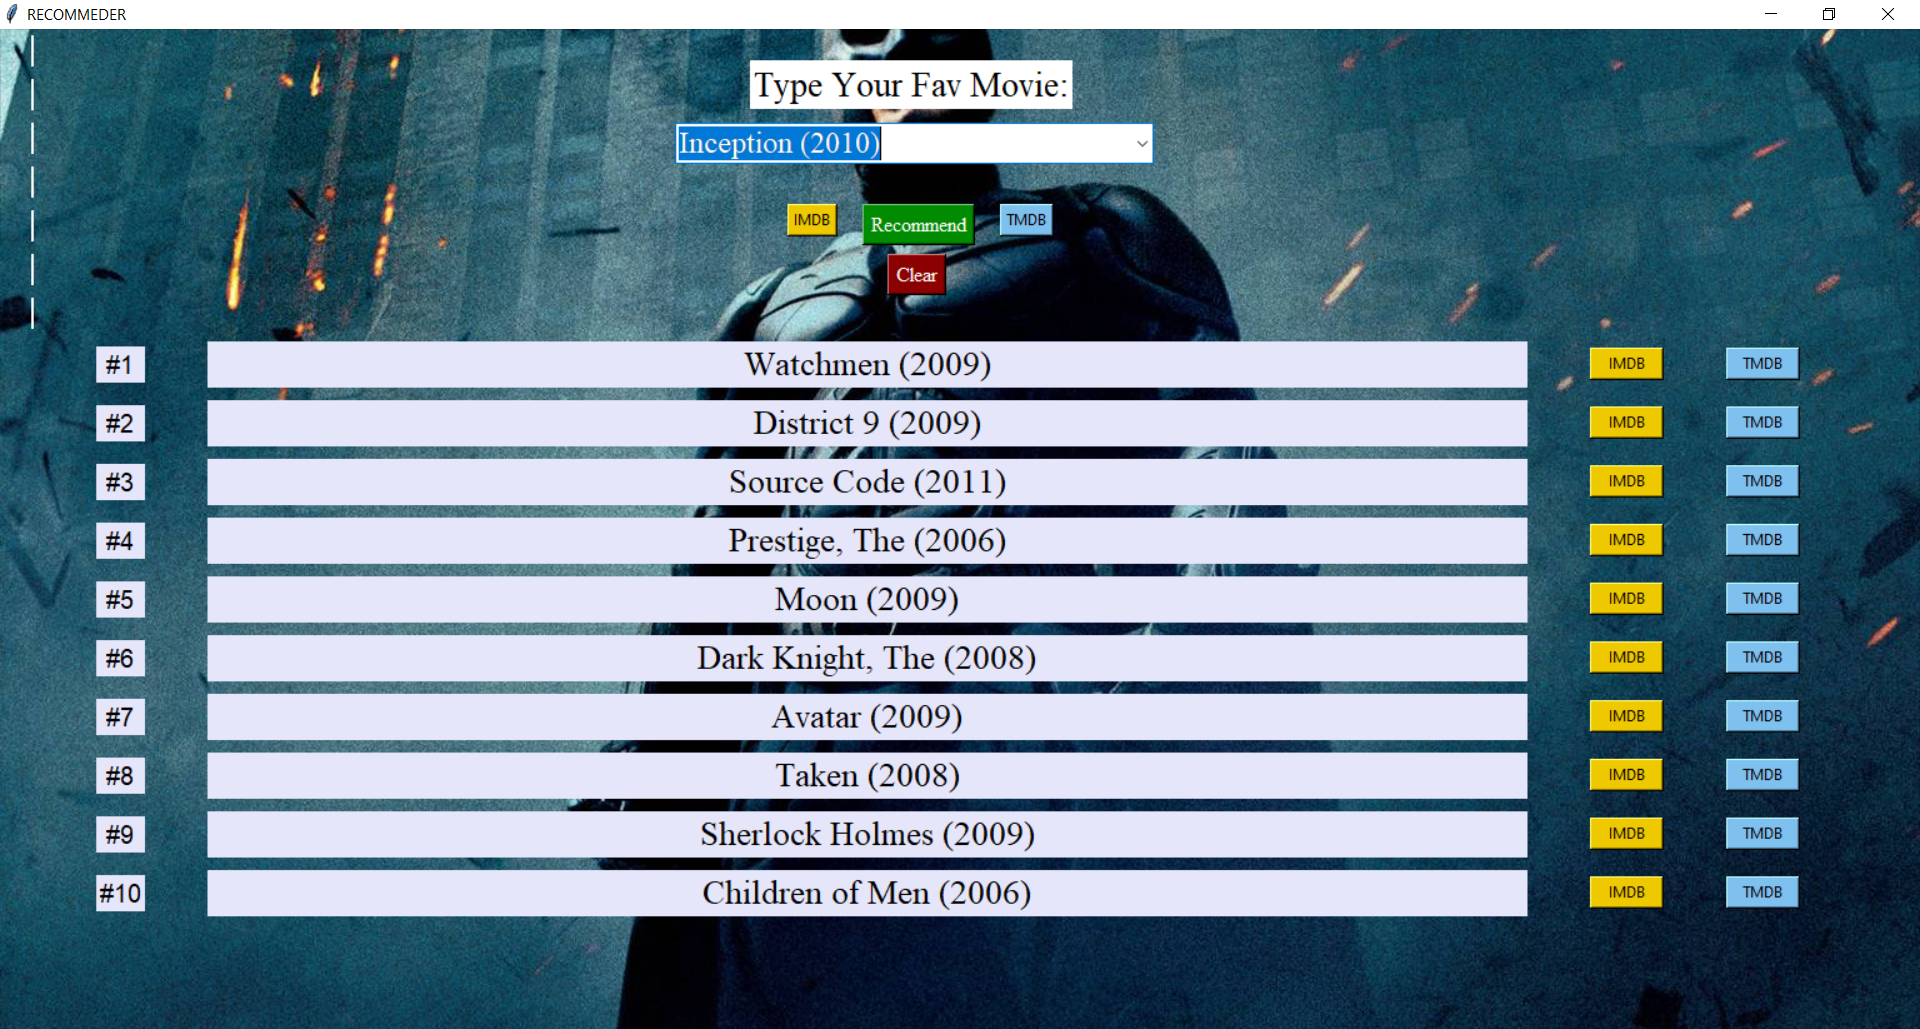 RECOMMEDER
Type Your Fav Movie:
Inception (2010)
IMDB Recommend TMDB
Clear
#1 Watchmen (2009) IMDB TMDB
#2 District 9 (2009) IMDB TMDB
#3 Source Code (2011) IMDB TMDB
#4 Prestige, The (2006) IMDB TMDB
#5 Moon (2009) IMDB TMDB
#6 Dark Knight, The (2008) IMDB TMDB
#7 Avatar (2009) IMDB TMDB
#8 Taken (2008) IMDB TMDB
#9 Sherlock Holmes (2009) IMDB TMDB
#10 Children of Men (2006) IMDB TMDB